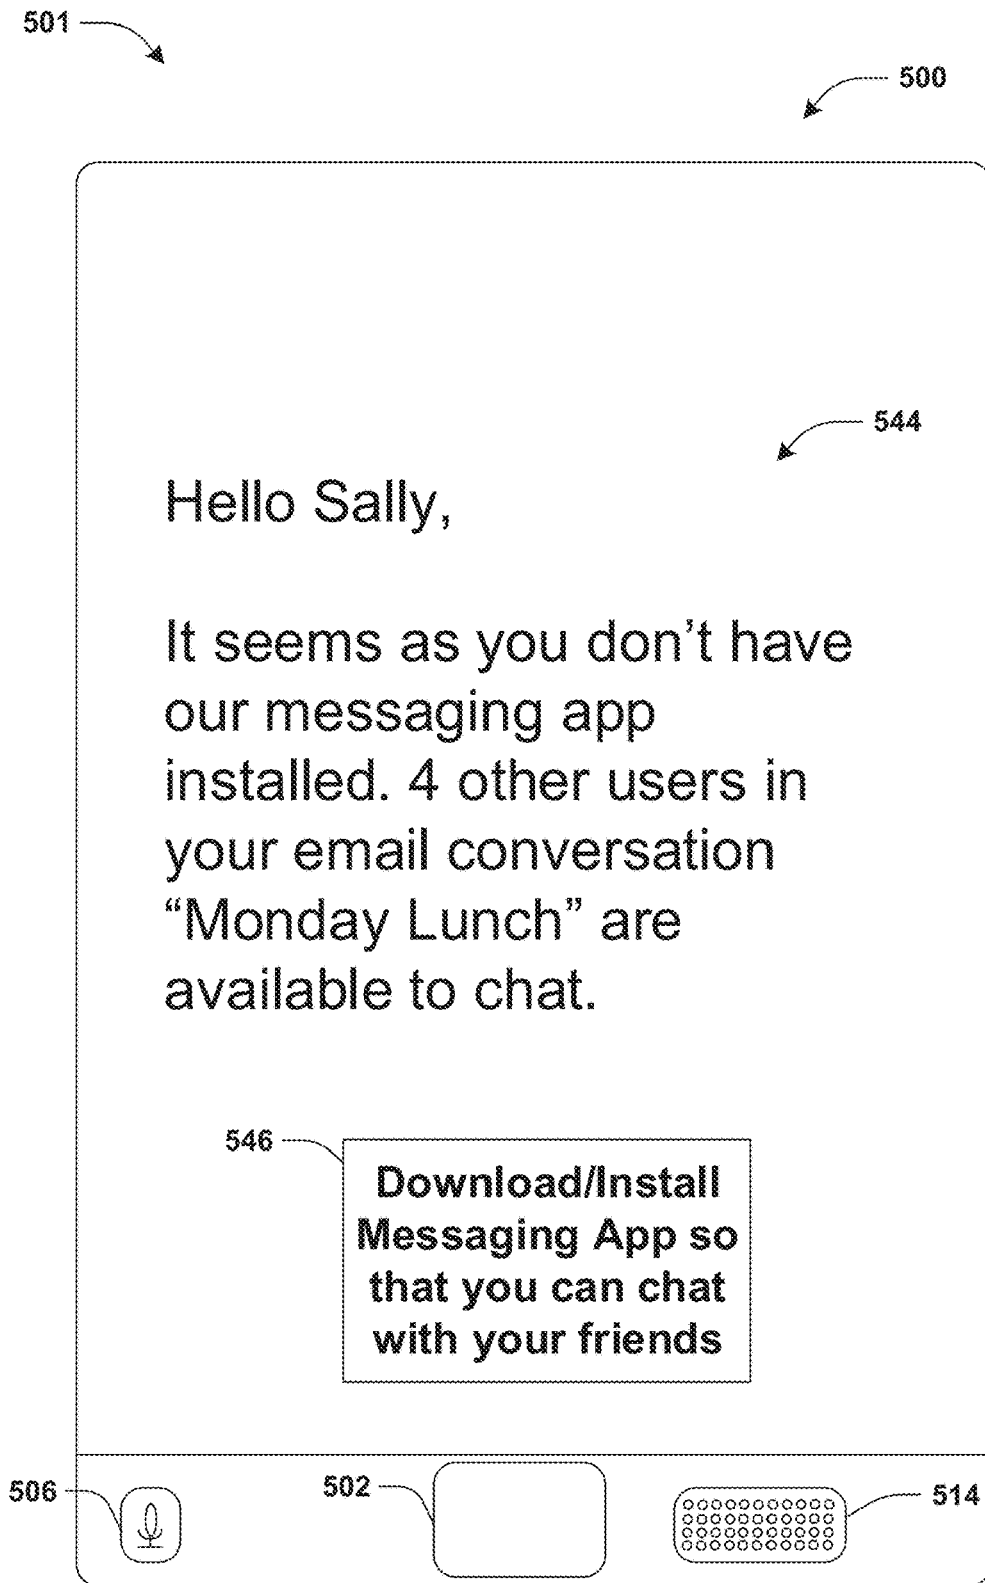 501
500
544
Hello Sally,
It seems as you don't have
our messaging app
installed. 4 other users in
your email conversation
“Monday Lunch” are
available to chat.
546
Download/Install
Messaging App so
that you can chat
with your friends
506
502
514